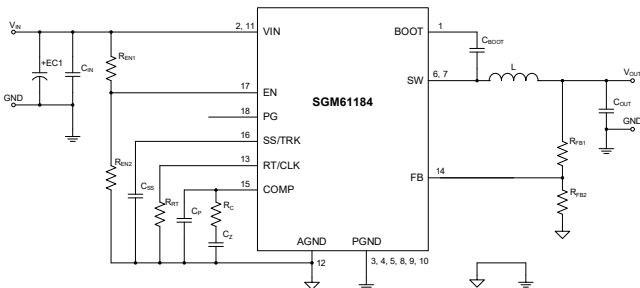 VIN
2, 11
VIN
BOOT
1
CBOOT
REN1
+EC1
CIN
6, 7
SW
L
VOUT
COUT
GND
17
EN
SGM61184
GND
18
PG
16
SS/TRK
RFB1
13
RT/CLK
14
FB
REN2
CSS
15
COMP
RRT
CP
RC
RFB2
CZ
AGND
PGND
12
3, 4, 5, 8, 9, 10